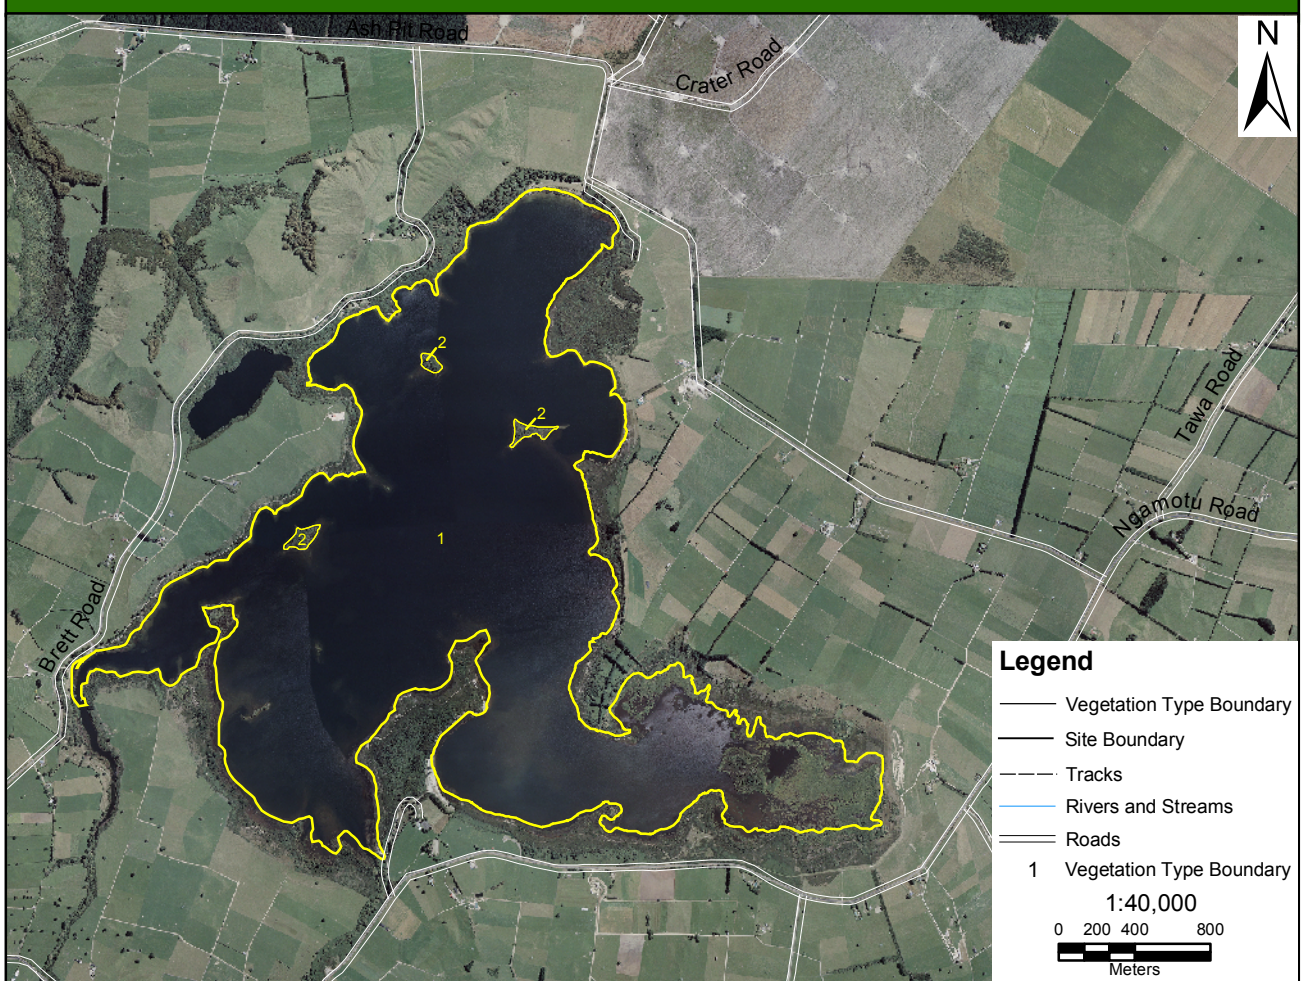 Ash Pit Road
N
Crater Road
2
2
Tawa Road
Ngamotu Road
2
1
Brett Road
Legend
Vegetation Type Boundary
Site Boundary
Tracks
Rivers and Streams
Roads
1 Vegetation Type Boundary
1:40,000
0 200 400 800
Meters